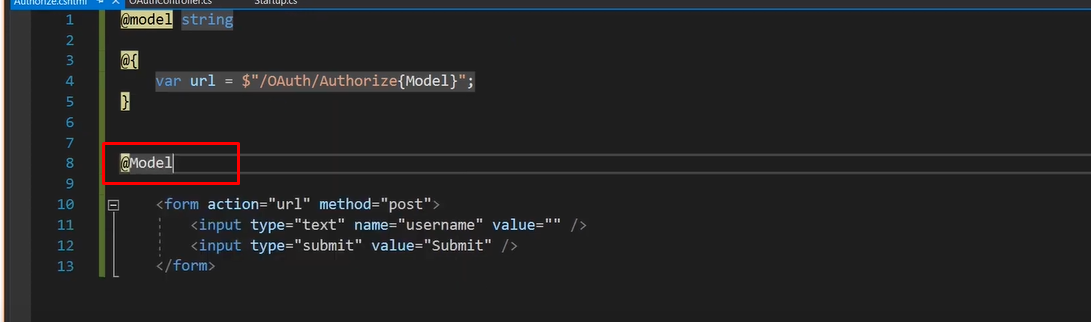 Authorize.cshtml OAuthController.cs Startup.cs
1 @model string
2
3 @{
4 var url = $"/OAuth/Authorize{Model}";
5 }
6
7
8 @Model
9
10 <form action="url" method="post">
11 <input type="text" name="username" value="" />
12 <input type="submit" value="Submit" />
13 </form>